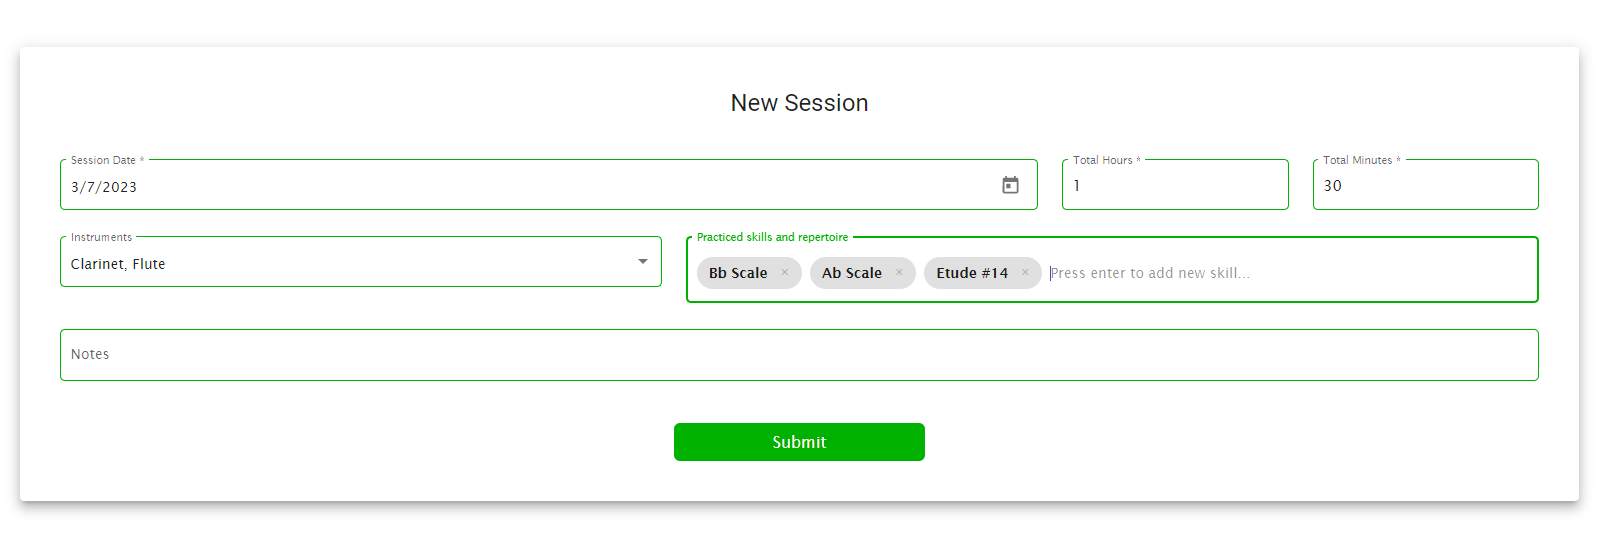 New Session
Session Date *
3/7/2023
Total Hours *
1
Total Minutes *
30
Instruments
Clarinet, Flute
Practiced skills and repertoire
Bb Scale × Ab Scale × Etude #14 × Press enter to add new skill...
Notes
Submit